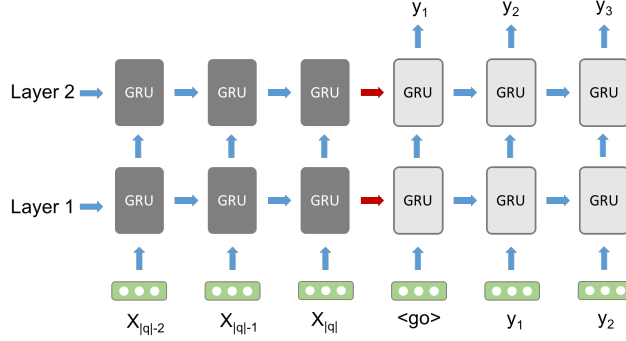 y₁ y₂ y₃
Layer 2 GRU GRU GRU GRU GRU GRU
Layer 1 GRU GRU GRU GRU GRU GRU
X|q|-2 X|q|-1 X|q| <go> y₁ y₂